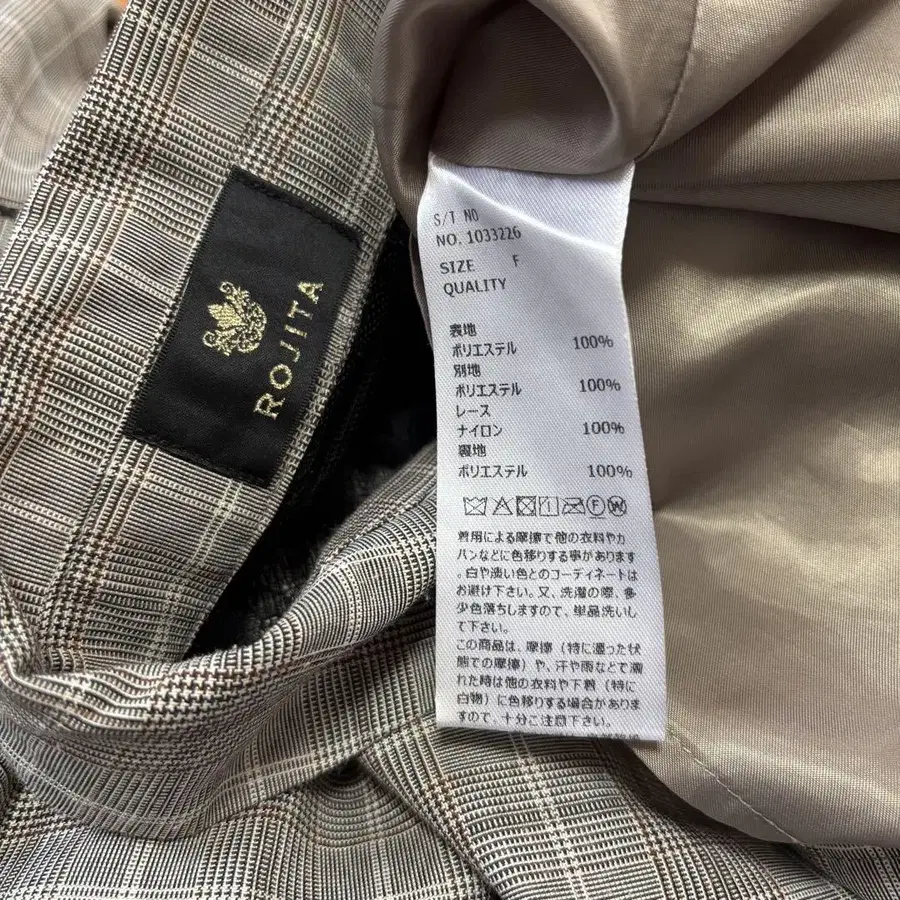 ROJITA
S/T NO
NO. 1033226
SIZE F
QUALITY
表地
ポリエステル 100%
別地
ポリエステル 100%
レース
ナイロン 100%
裏地
ポリエステル 100%
着用による摩擦で他の衣料やカ
バンなどに色移りする事があります
。白や淡い色とのコーディネートは
お避け下さい。又、洗濯の際、多
少色落ちしますので、単品洗いし
て下さい。
この商品は、摩擦（特に濡った状
態での摩擦）や、汗や雨などで濡
れた時は他の衣料や下着（特に
白物）に色移りする場合があります
すので、十分ご注意下さい。